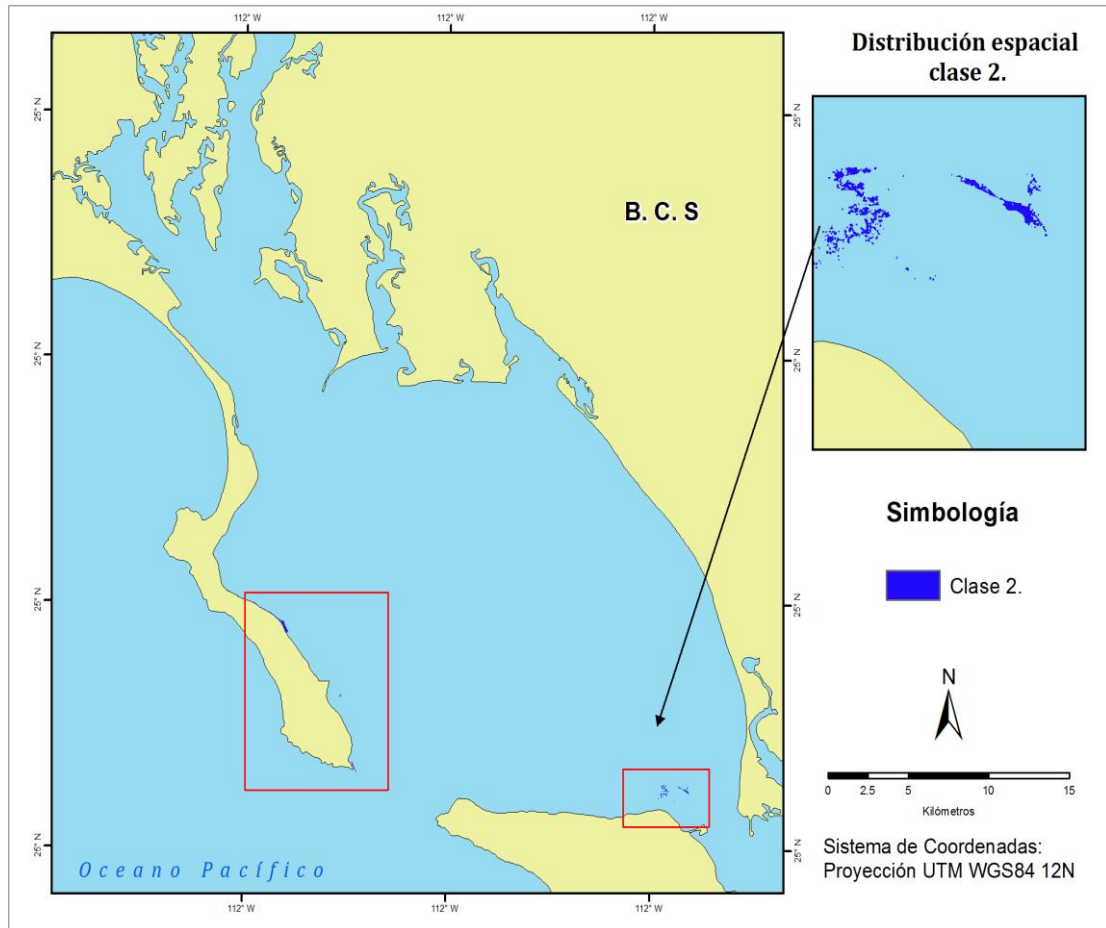 112° W
112° W
112° W
Distribución espacial
clase 2.
25° N
25° N
B. C. S
25° N
25° N
Simbología
Clase 2.
25° N
25° N
N
0
2.5
5
10
15
Kilómetros
Sistema de Coordenadas:
Proyección UTM WGS84 12N
25° N
25° N
Oceano Pacífico
112° W
112° W
112° W